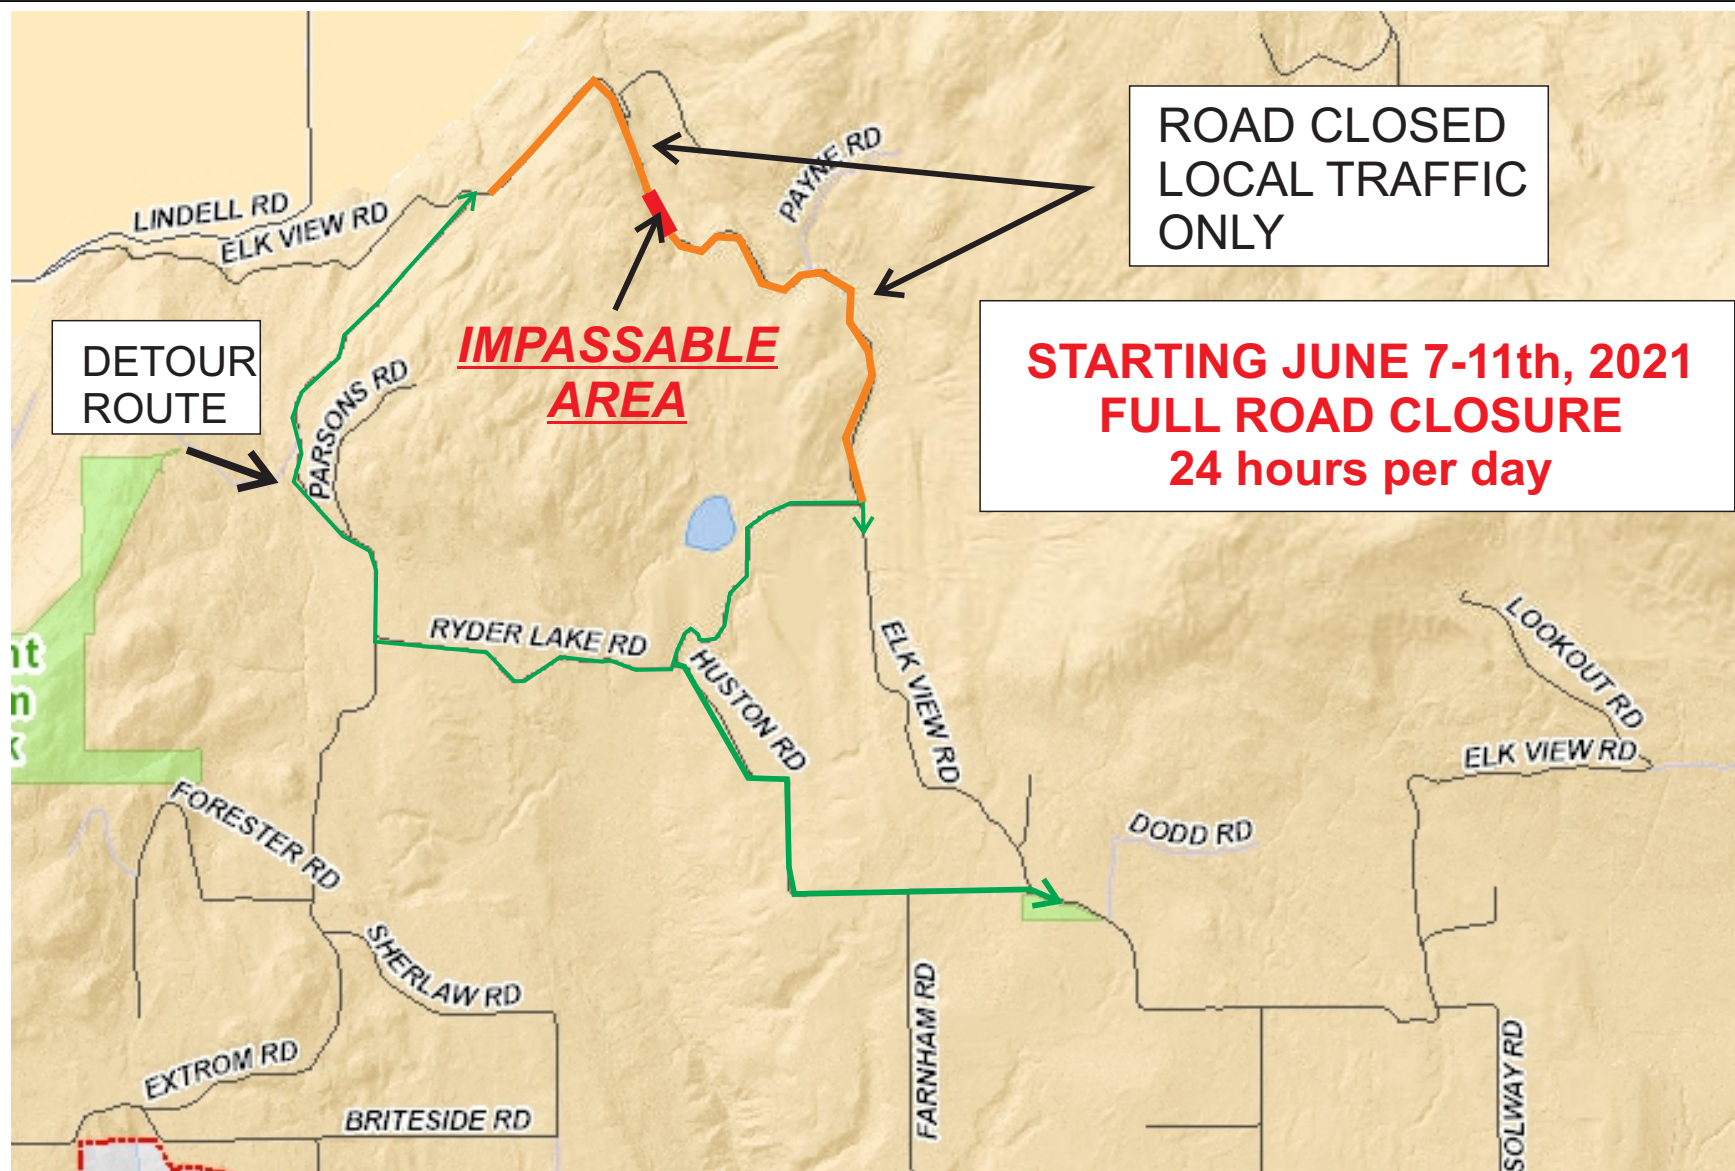 ROAD CLOSED
LOCAL TRAFFIC
ONLY
PAYNE RD
LINDELL RD
ELK VIEW RD
STARTING JUNE 7-11th, 2021
FULL ROAD CLOSURE
24 hours per day
DETOUR
ROUTE
IMPASSABLE
AREA
PARSONS RD
RYDER LAKE RD
HUSTON RD
ELK VIEW RD
LOOKOUT RD
ELK VIEW RD
nt
m
k
FORESTER RD
DODD RD
SHERLAW RD
EXTROM RD
BRITESIDE RD
FARNHAM RD
SOLWAY RD